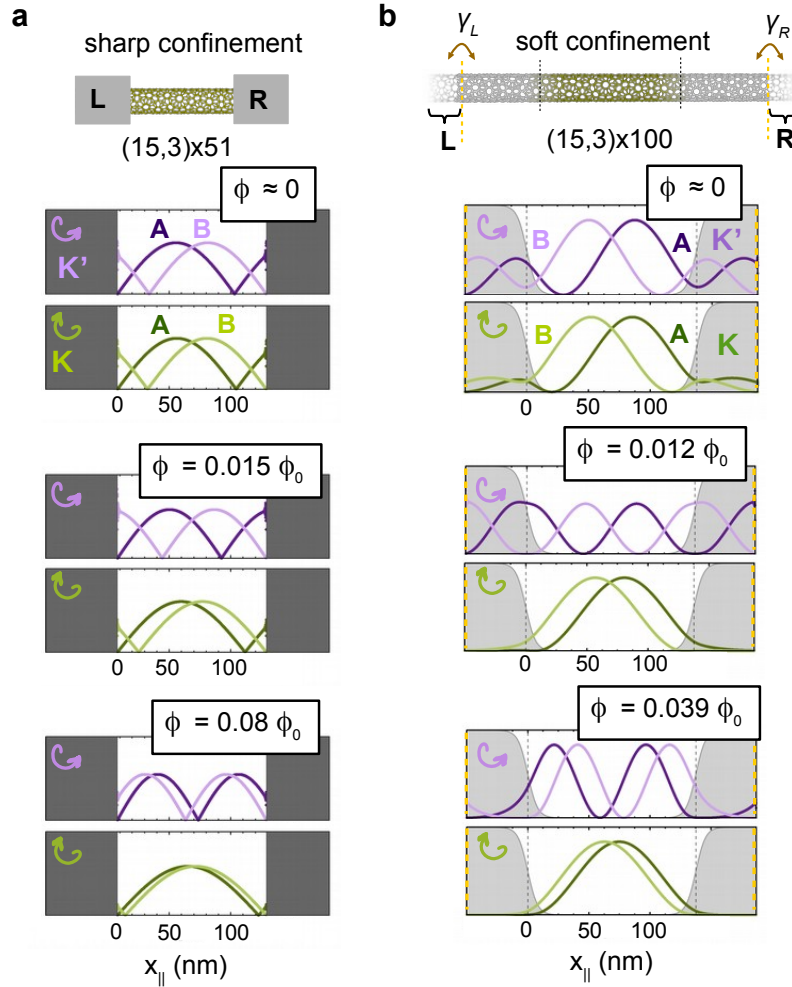 a
sharp confinement
L R
(15,3)x51
ϕ ≈ 0
A B
K'
A B
K
0 50 100
ϕ = 0.015 ϕ0
0 50 100
ϕ = 0.08 ϕ0
0 50 100
x|| (nm)
b
γL γR
soft confinement
L R
(15,3)x100
ϕ ≈ 0
B A K'
B A K
0 50 100
ϕ = 0.012 ϕ0
0 50 100
ϕ = 0.039 ϕ0
0 50 100
x|| (nm)